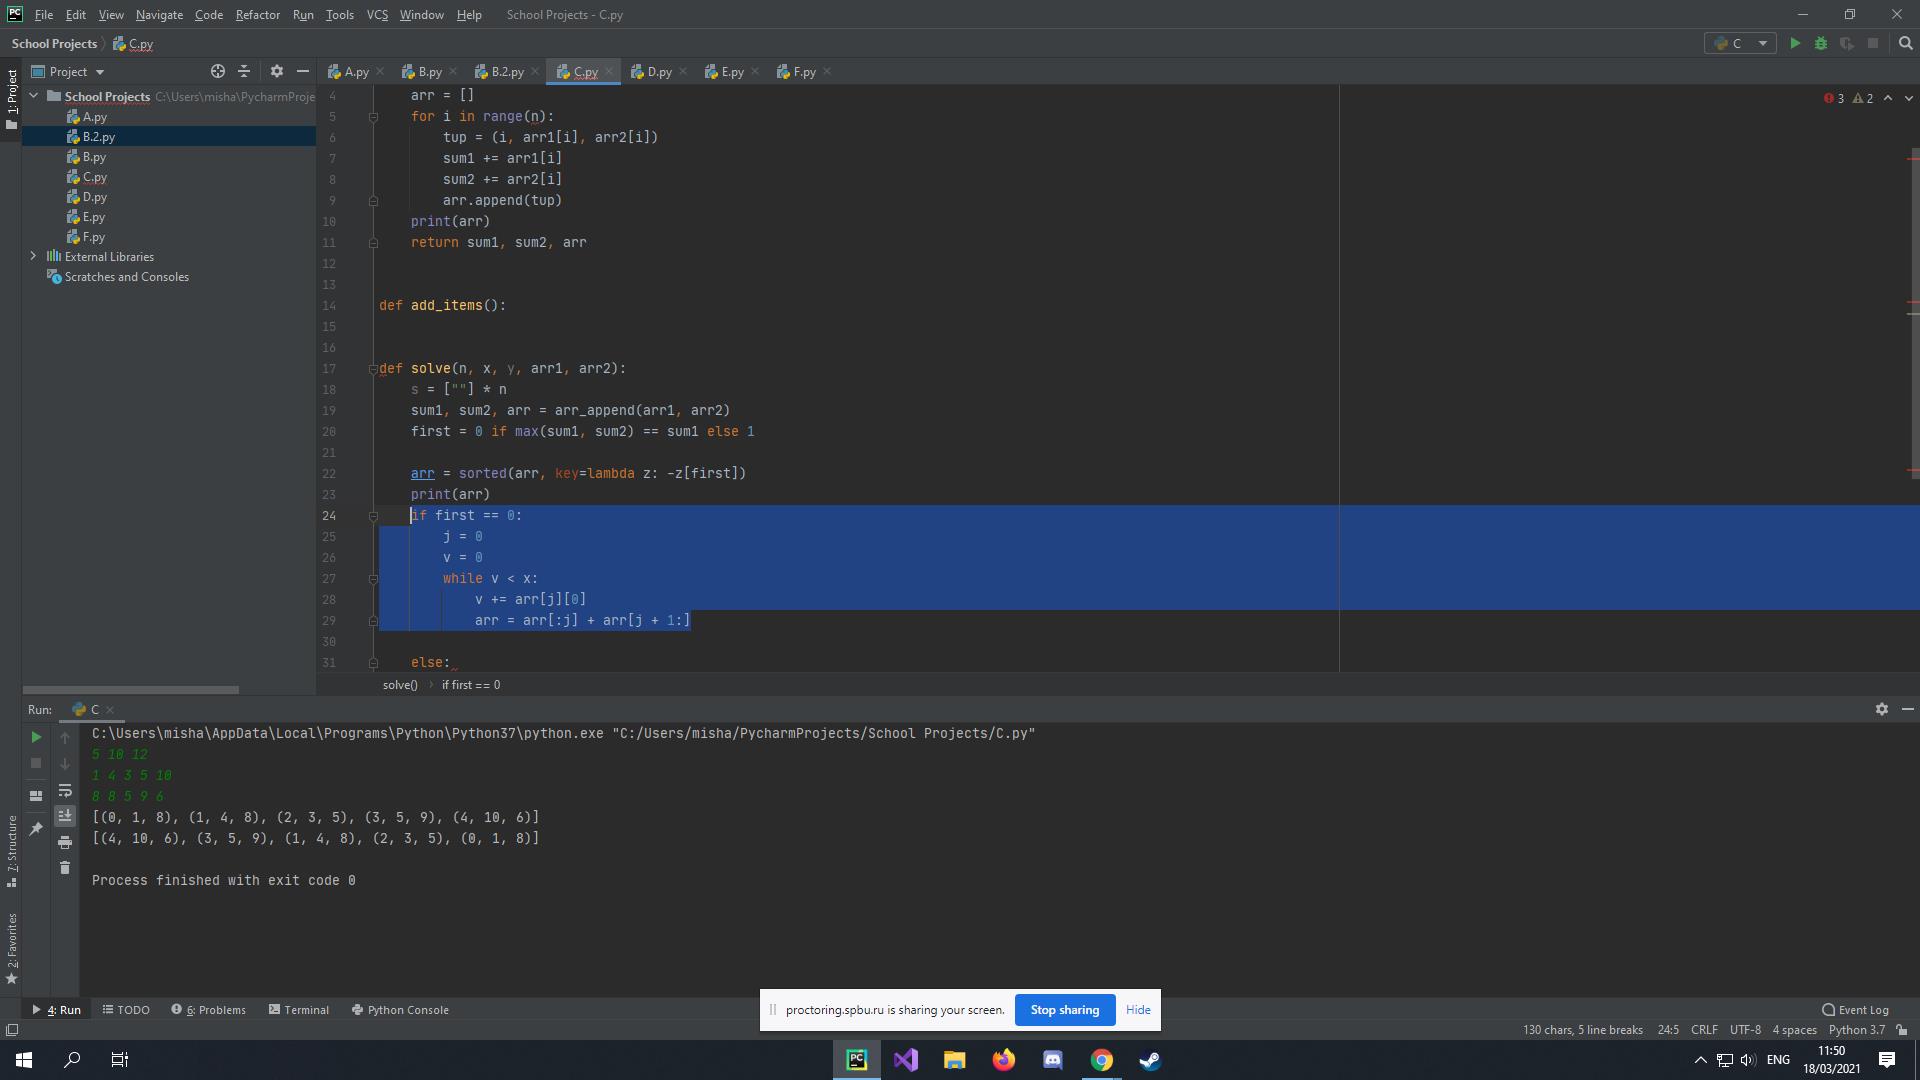 File Edit View Navigate Code Refactor Run Tools VCS Window Help School Projects - C.py
School Projects C.py C
Project A.py B.py B.2.py C.py D.py E.py F.py
1: Project
School Projects C:\Users\misha\PycharmProje
A.py
B.2.py
B.py
C.py
D.py
E.py
F.py
External Libraries
Scratches and Consoles
3 2
4 arr = []
5 for i in range(n):
6 tup = (i, arr1[i], arr2[i])
7 sum1 += arr1[i]
8 sum2 += arr2[i]
9 arr.append(tup)
10 print(arr)
11 return sum1, sum2, arr
12
13
14 def add_items():
15
16
17 def solve(n, x, y, arr1, arr2):
18 s = [""] * n
19 sum1, sum2, arr = arr_append(arr1, arr2)
20 first = 0 if max(sum1, sum2) == sum1 else 1
21
22 arr = sorted(arr, key=lambda z: -z[first])
23 print(arr)
24 if first == 0:
25 j = 0
26 v = 0
27 while v < x:
28 v += arr[j][0]
29 arr = arr[:j] + arr[j + 1:]
30
31 else:
solve() if first == 0
Run: C
C:\Users\misha\AppData\Local\Programs\Python\Python37\python.exe "C:/Users/misha/PycharmProjects/School Projects/C.py"
5 10 12
1 4 3 5 10
8 8 5 9 6
[(0, 1, 8), (1, 4, 8), (2, 3, 5), (3, 5, 9), (4, 10, 6)]
[(4, 10, 6), (3, 5, 9), (1, 4, 8), (2, 3, 5), (0, 1, 8)]
Process finished with exit code 0
7: Structure
2: Favorites
proctoring.spbu.ru is sharing your screen. Stop sharing Hide
4: Run TODO 6: Problems Terminal Python Console Event Log
130 chars, 5 line breaks 24:5 CRLF UTF-8 4 spaces Python 3.7
PC ENG 11:50
18/03/2021